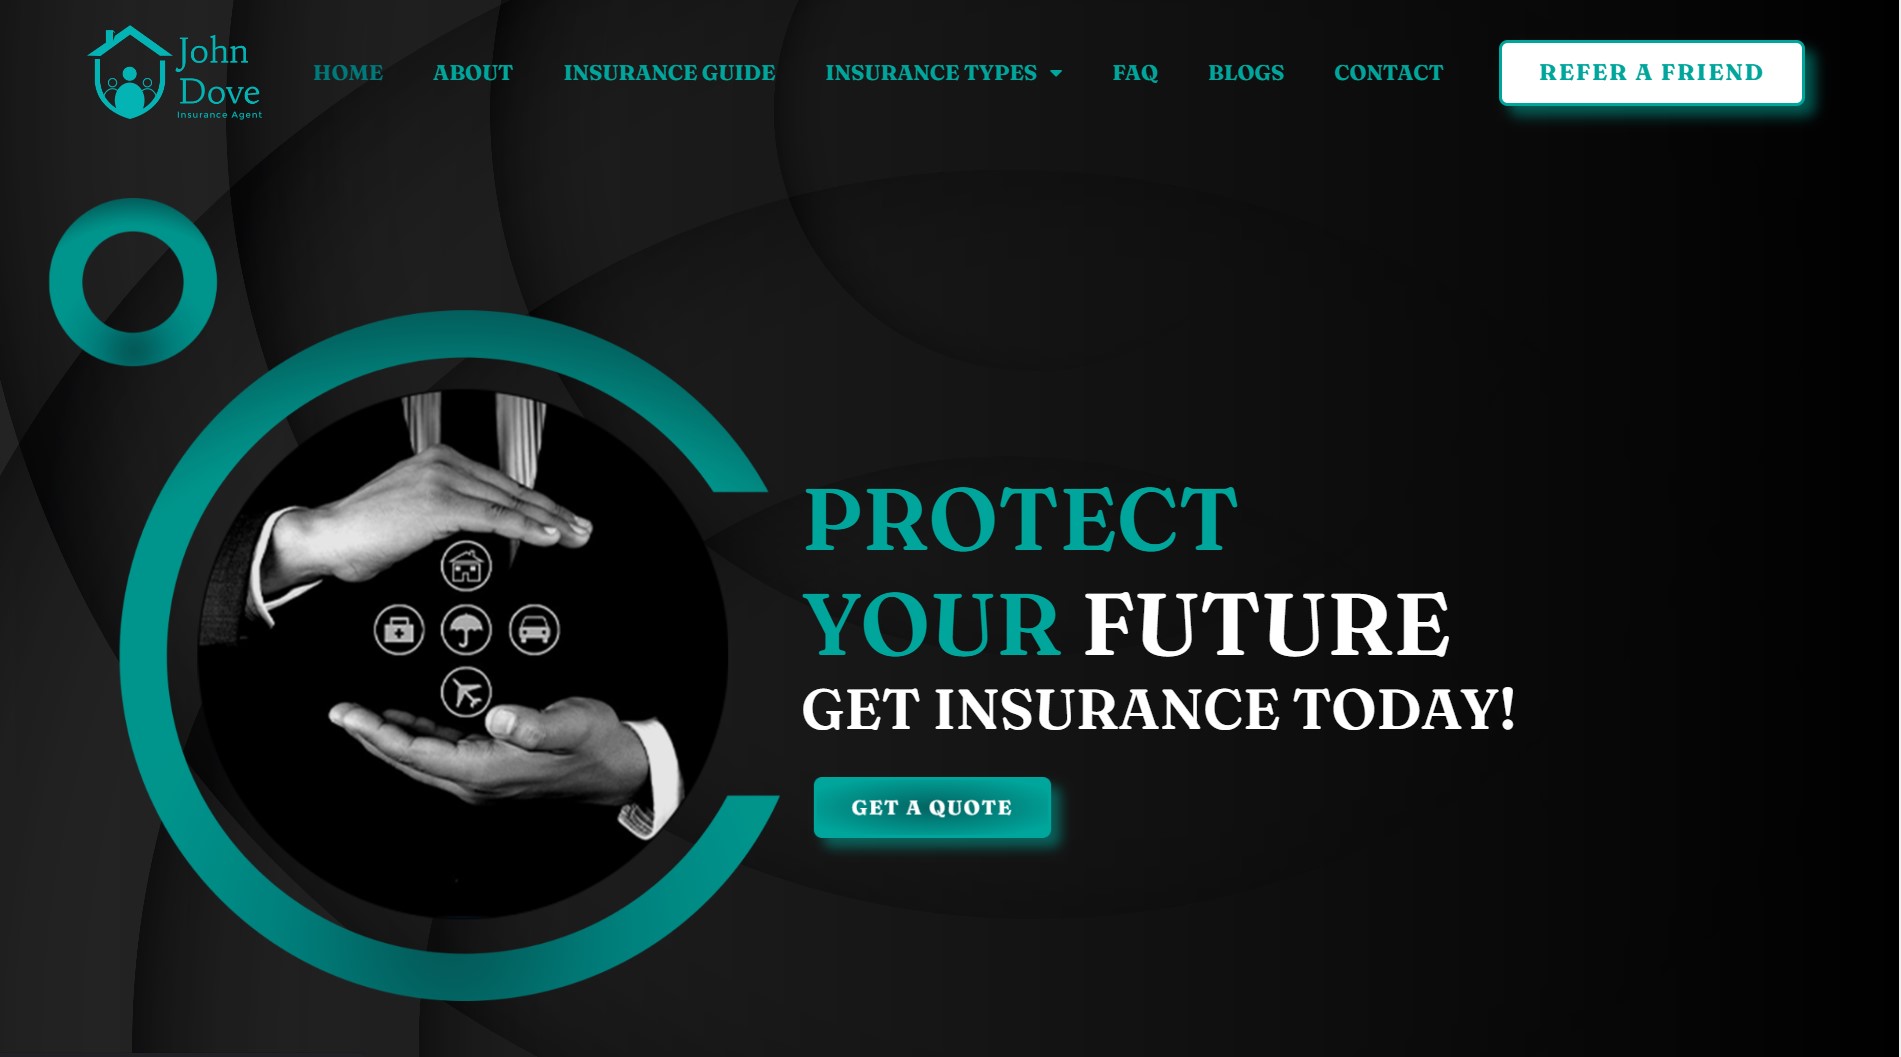 John
Dove
Insurance Agent
HOME ABOUT INSURANCE GUIDE INSURANCE TYPES FAQ BLOGS CONTACT REFER A FRIEND
PROTECT
YOUR FUTURE
GET INSURANCE TODAY!
GET A QUOTE